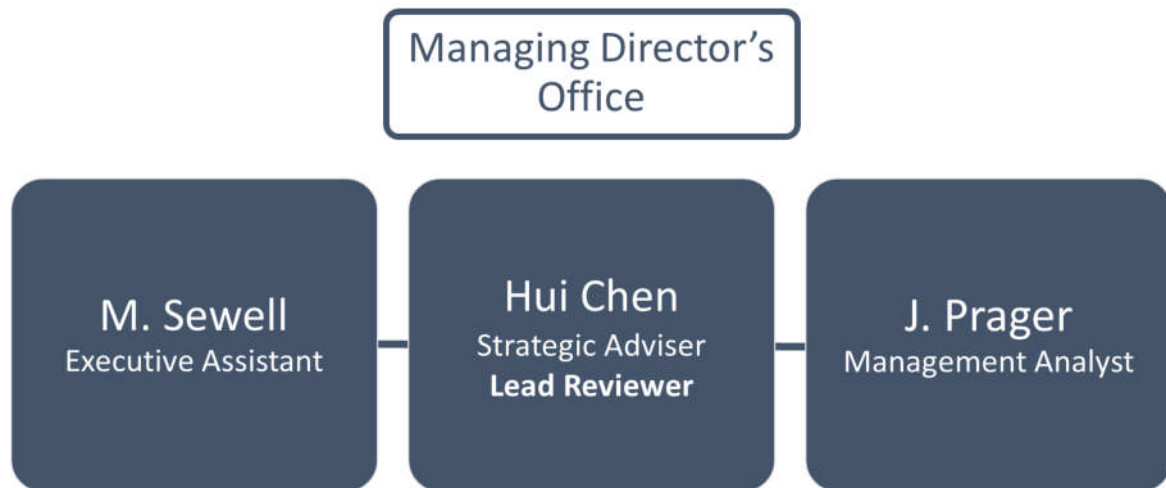 Managing Director’s
Office
M. Sewell
Executive Assistant
Hui Chen
Strategic Adviser
Lead Reviewer
J. Prager
Management Analyst